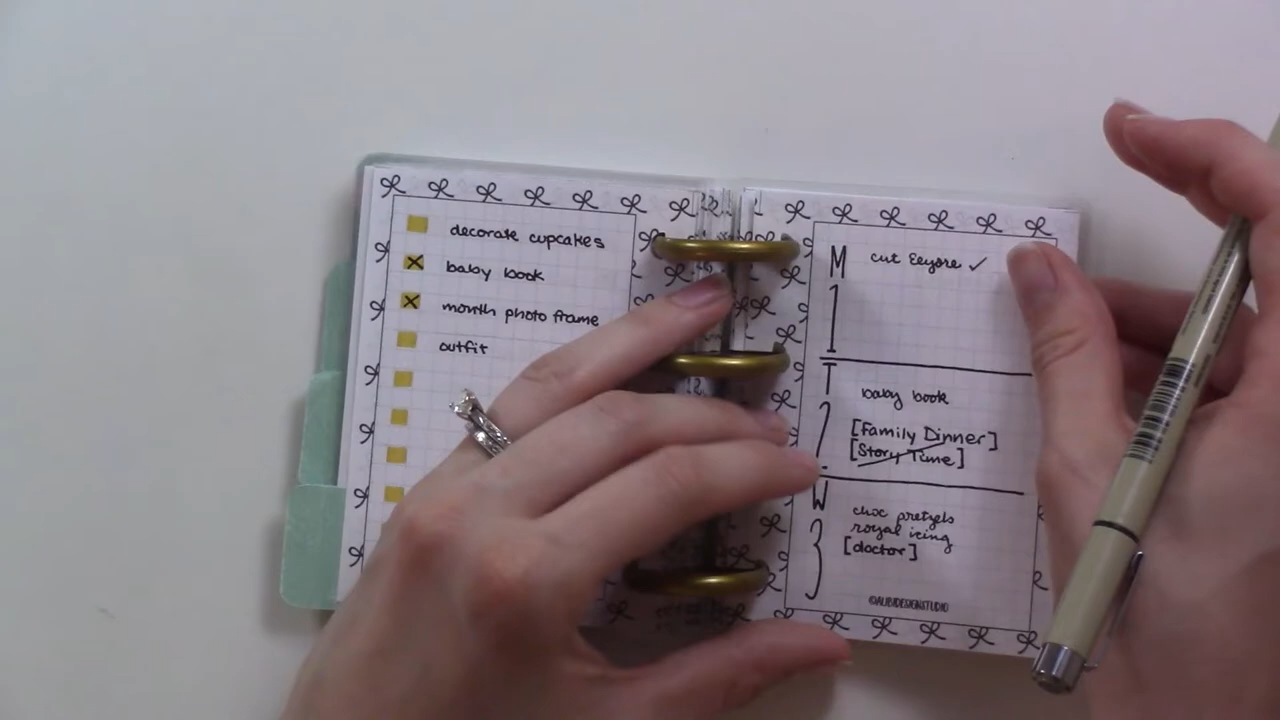 decorate cupcakes
baby book
month photo frame
outfit
M
1
cut Eeyore ✓
T
2
baby book
[Family Dinner]
[Story Time]
W
3
choc pretzels
royal icing
[doctor]
©ALIBIDESIGNSTUDIO